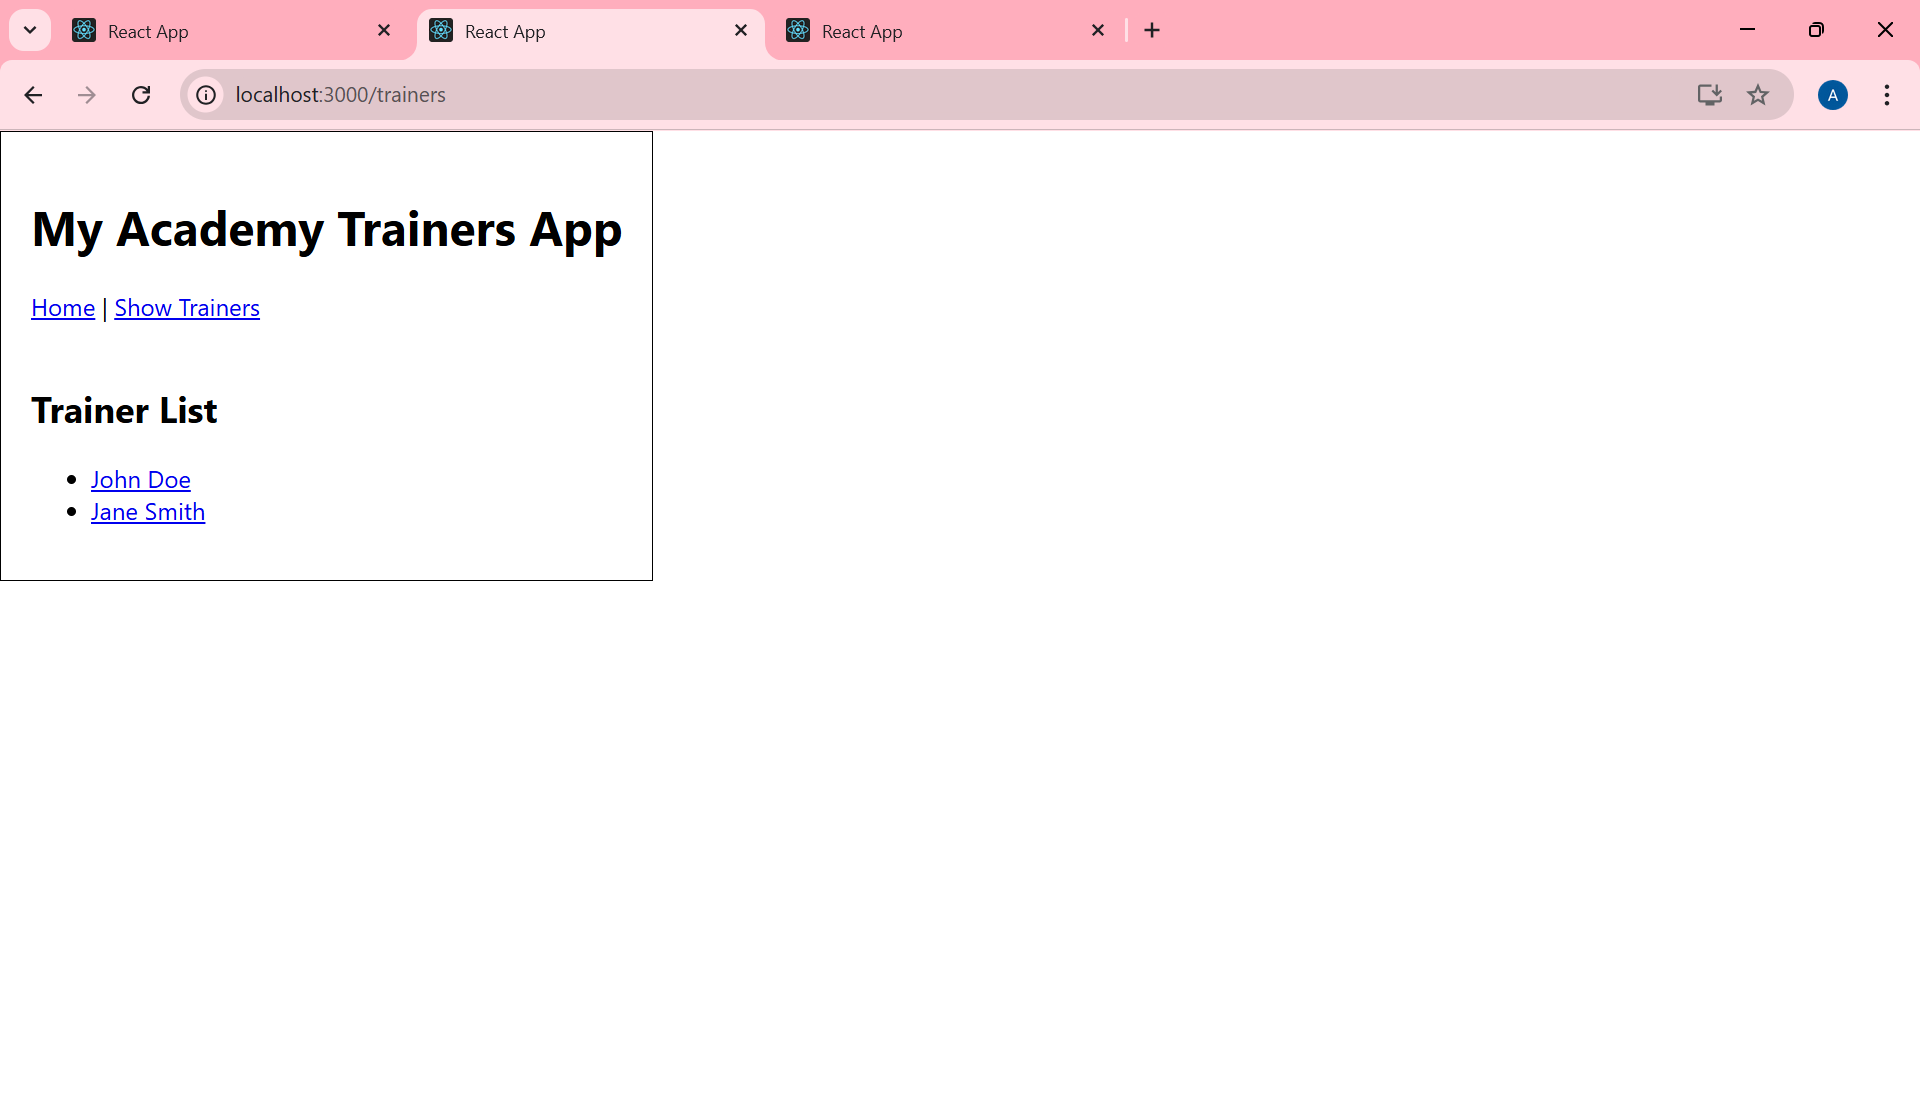 React App
React App
React App
localhost:3000/trainers
A
My Academy Trainers App
Home | Show Trainers
Trainer List
John Doe
Jane Smith